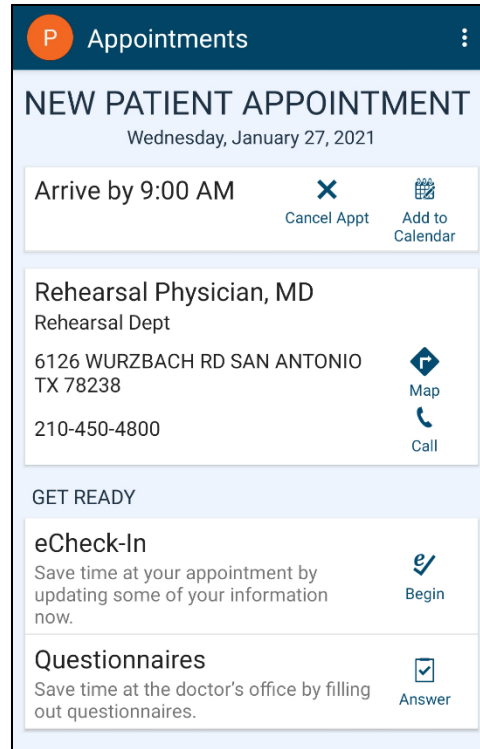 P Appointments
NEW PATIENT APPOINTMENT
Wednesday, January 27, 2021
Arrive by 9:00 AM
Cancel Appt
Add to
Calendar
Rehearsal Physician, MD
Rehearsal Dept
6126 WURZBACH RD SAN ANTONIO
TX 78238
Map
210-450-4800
Call
GET READY
eCheck-In
Save time at your appointment by
updating some of your information
now.
Begin
Questionnaires
Save time at the doctor's office by filling
out questionnaires.
Answer